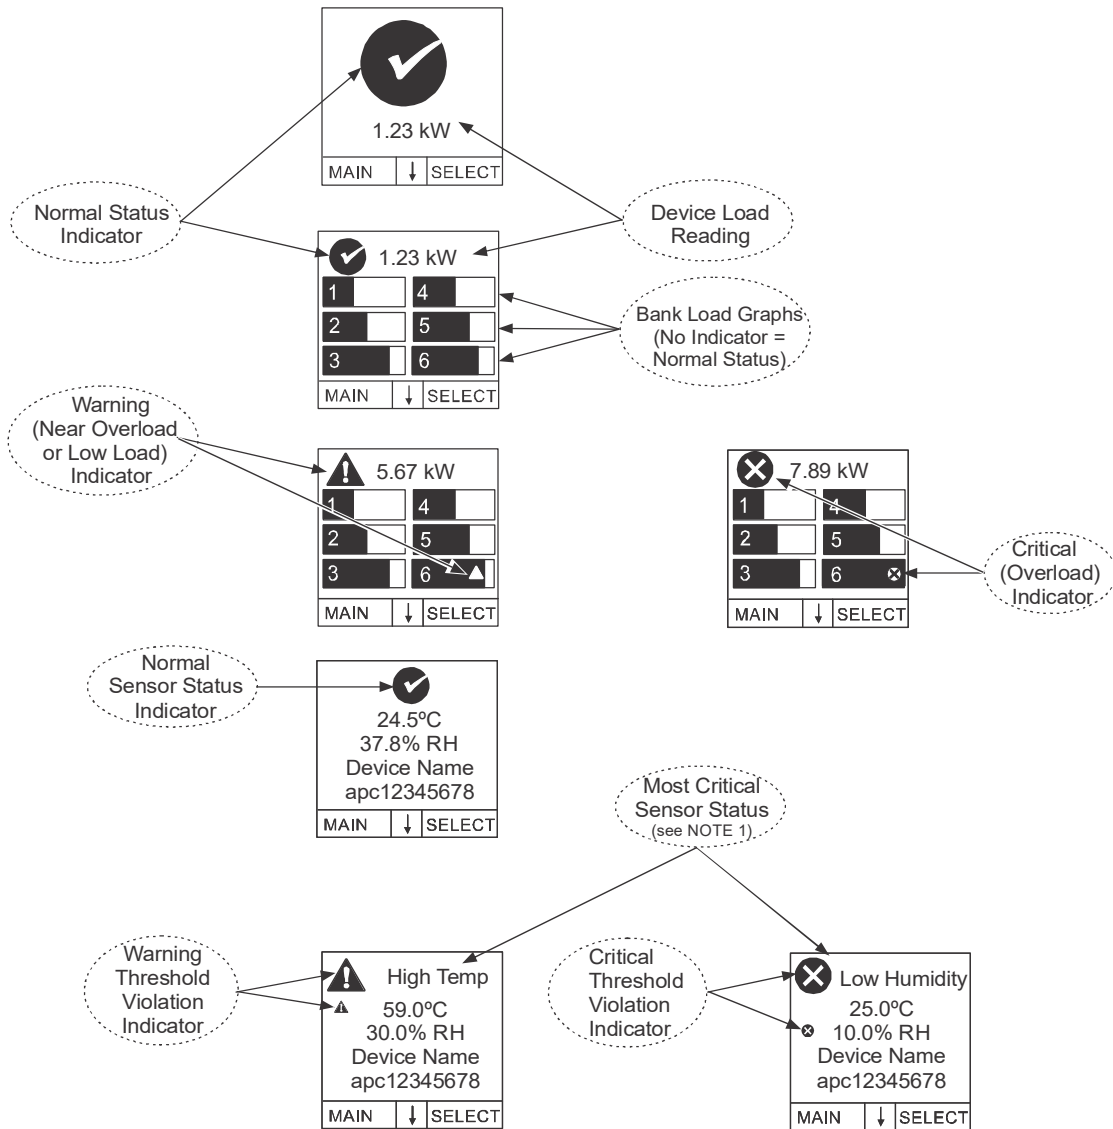 1.23 kW
MAIN ↓ SELECT
Normal Status
Indicator
Device Load
Reading
1.23 kW
1 4
2 5
3 6
MAIN ↓ SELECT
Bank Load Graphs
(No Indicator =
Normal Status)
Warning
(Near Overload
or Low Load)
Indicator
5.67 kW
1 4
2 5
3 6
MAIN ↓ SELECT
7.89 kW
1 4
2 5
3 6
MAIN ↓ SELECT
Critical
(Overload)
Indicator
Normal
Sensor Status
Indicator
24.5ºC
37.8% RH
Device Name
apc12345678
MAIN ↓ SELECT
Most Critical
Sensor Status
(see NOTE 1)
Warning
Threshold
Violation
Indicator
High Temp
59.0ºC
30.0% RH
Device Name
apc12345678
MAIN ↓ SELECT
Critical
Threshold
Violation
Indicator
Low Humidity
25.0ºC
10.0% RH
Device Name
apc12345678
MAIN ↓ SELECT